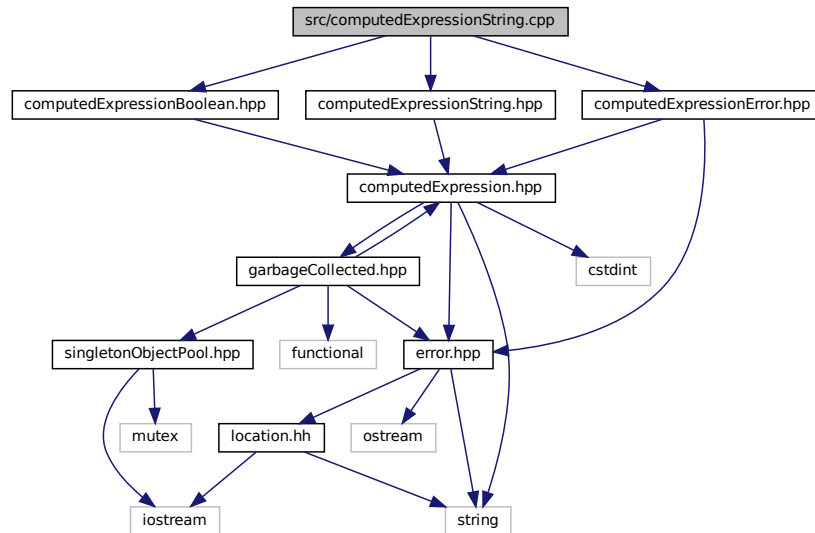 src/computedExpressionString.cpp
computedExpressionBoolean.hpp
computedExpressionString.hpp
computedExpressionError.hpp
computedExpression.hpp
garbageCollected.hpp
cstdint
singletonObjectPool.hpp
functional
error.hpp
mutex
location.hh
ostream
iostream
string